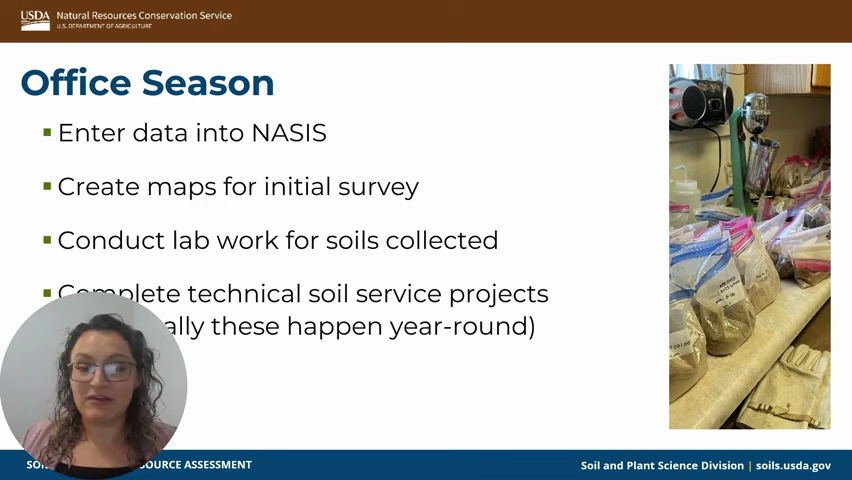 USDA Natural Resources Conservation Service
U.S. DEPARTMENT OF AGRICULTURE
Office Season
Enter data into NASIS
Create maps for initial survey
Conduct lab work for soils collected
Complete technical soil service projects
ally these happen year-round)
SOURCE ASSESSMENT
Soil and Plant Science Division | soils.usda.gov